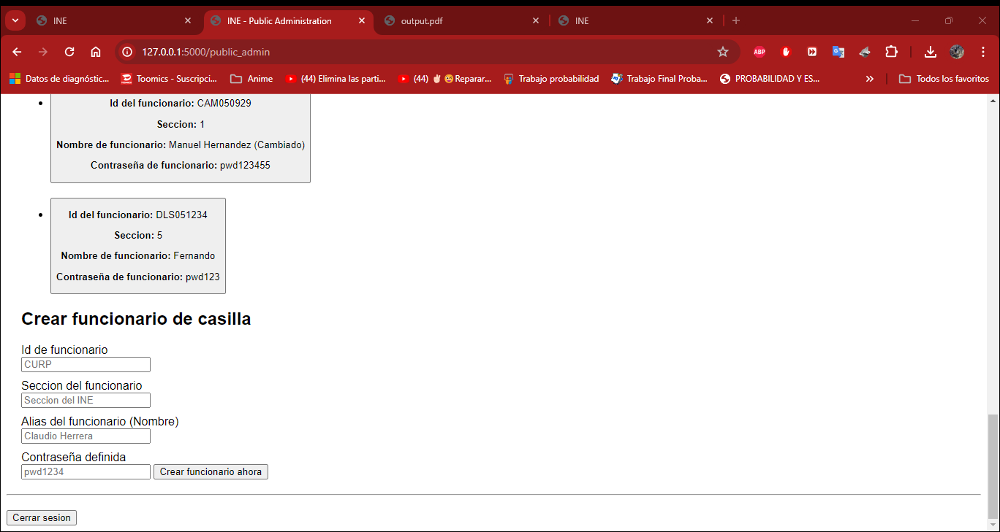 INE
INE - Public Administration
output.pdf
INE
127.0.0.1:5000/public_admin
ABP
Datos de diagnóstic...
Toomics - Suscripci...
Anime
(44) Elimina las parti...
(44) ✌😉Reparar...
Trabajo probabilidad
Trabajo Final Proba...
PROBABILIDAD Y ES...
»
Todos los favoritos
Id del funcionario: CAM050929
Seccion: 1
Nombre de funcionario: Manuel Hernandez (Cambiado)
Contraseña de funcionario: pwd123455
Id del funcionario: DLS051234
Seccion: 5
Nombre de funcionario: Fernando
Contraseña de funcionario: pwd123
Crear funcionario de casilla
Id de funcionario
CURP
Seccion del funcionario
Seccion del INE
Alias del funcionario (Nombre)
Claudio Herrera
Contraseña definida
pwd1234 Crear funcionario ahora
Cerrar sesion